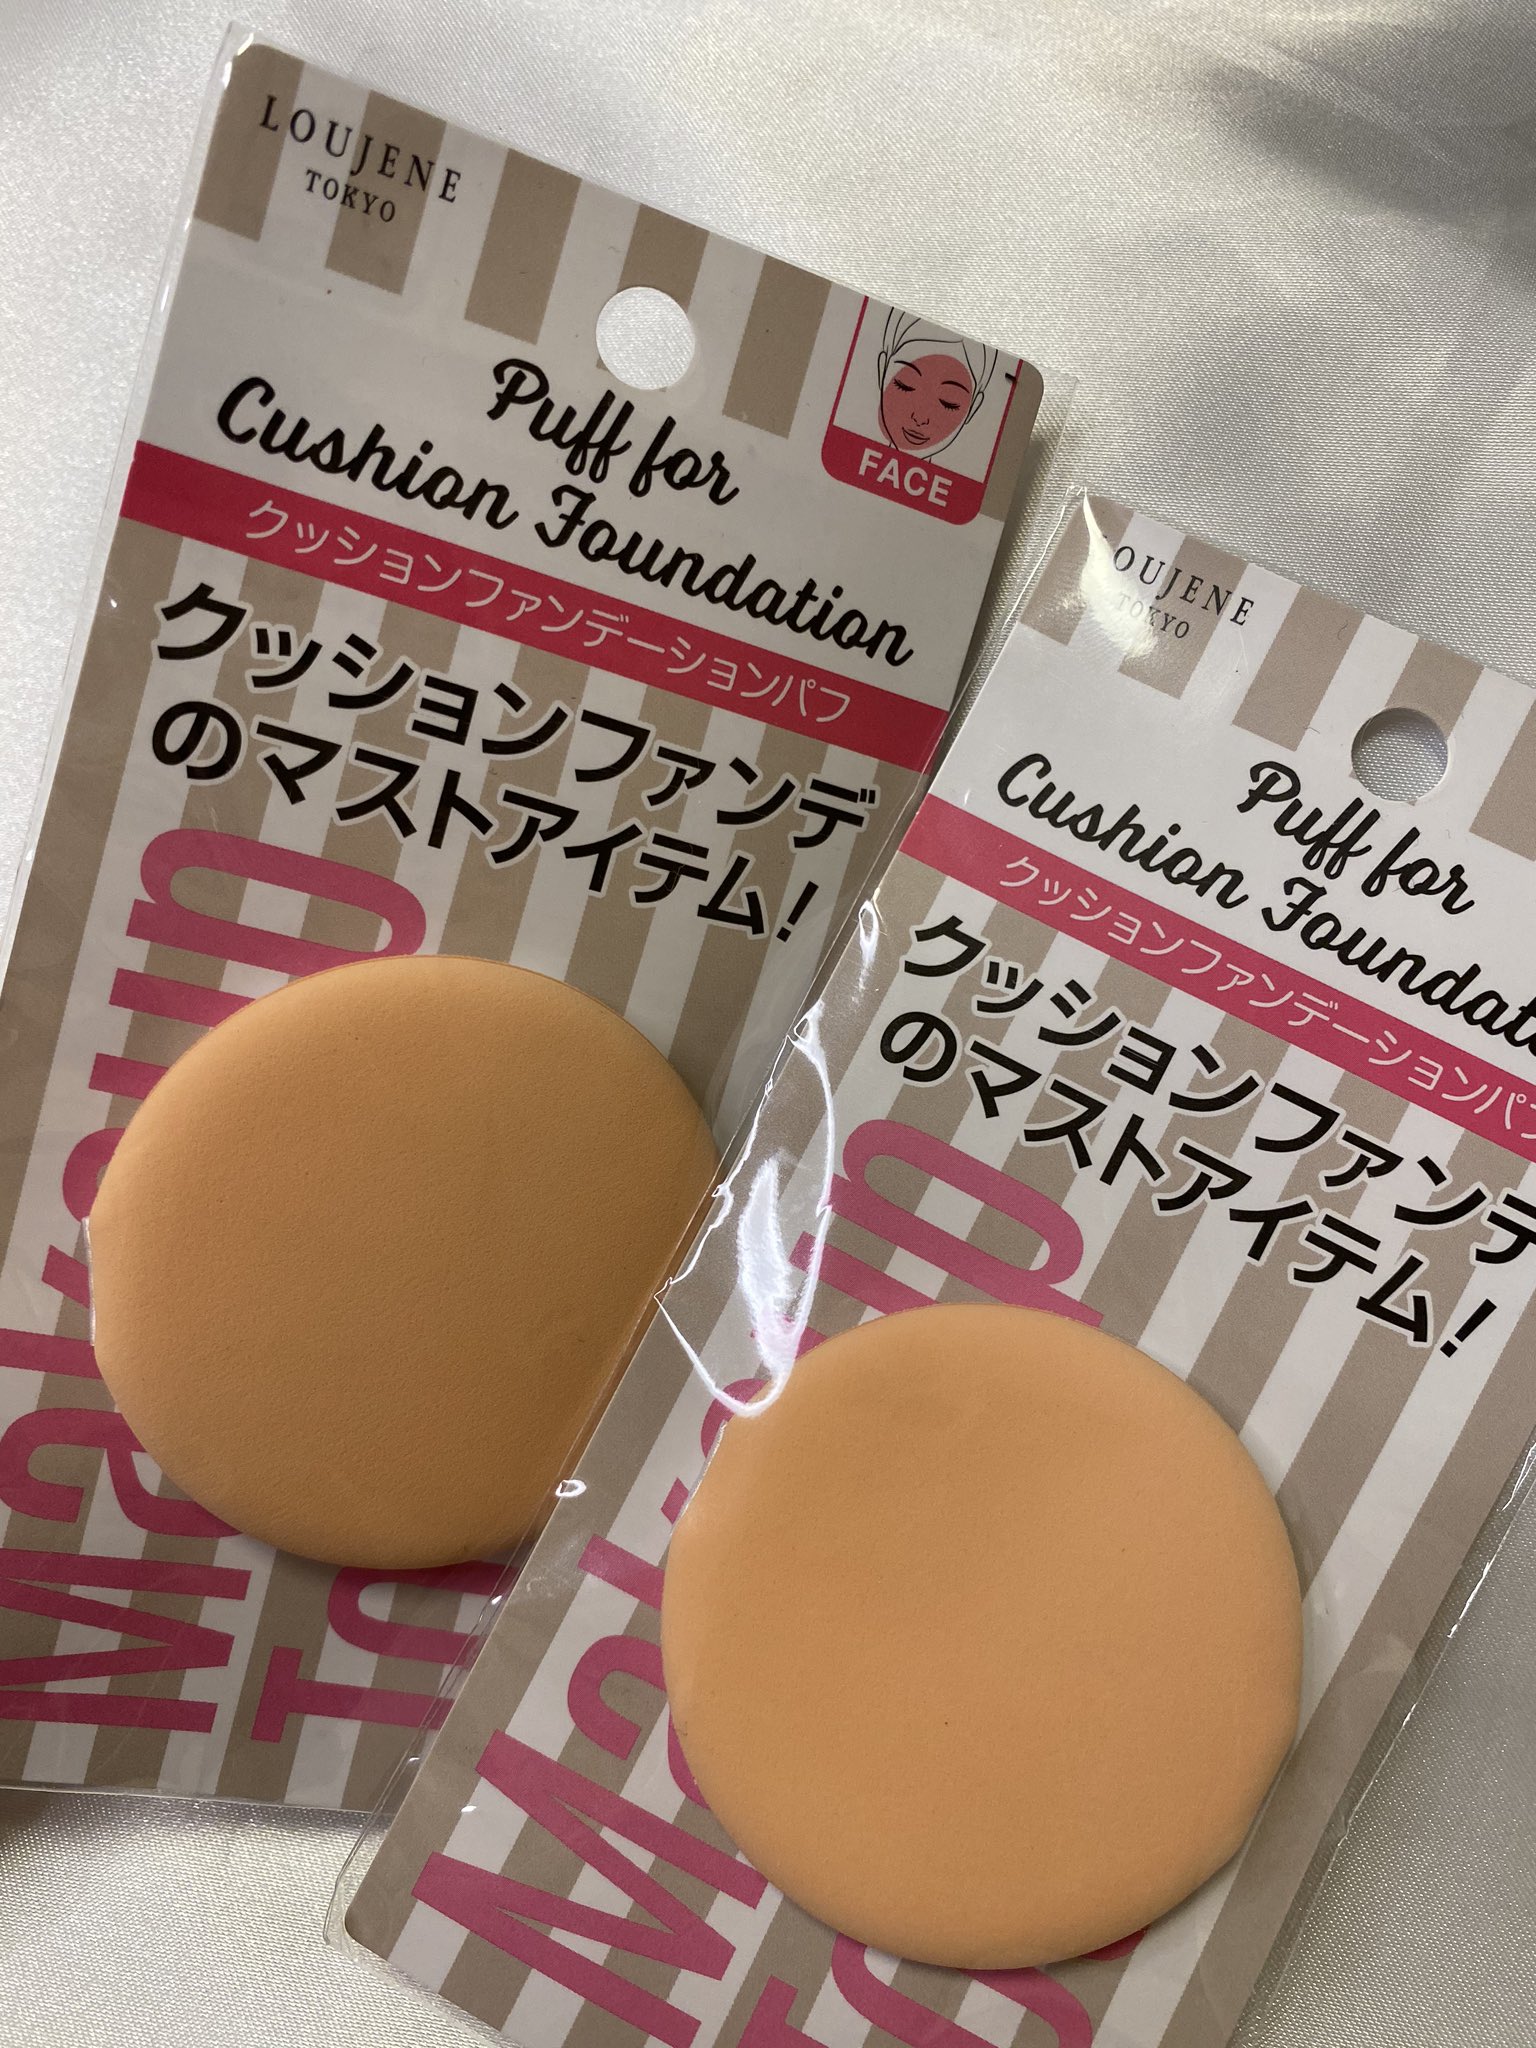 LOUJENE
TOKYO
Puff for
Cushion Foundation
FACE
クッションファンデーションパフ
クッションファンデ
のマストアイテム!
Makeup
LOUJENE
TOKYO
Puff for
Cushion
クッションファンデーションパフ
クッションファンデ
のマストアイテム!